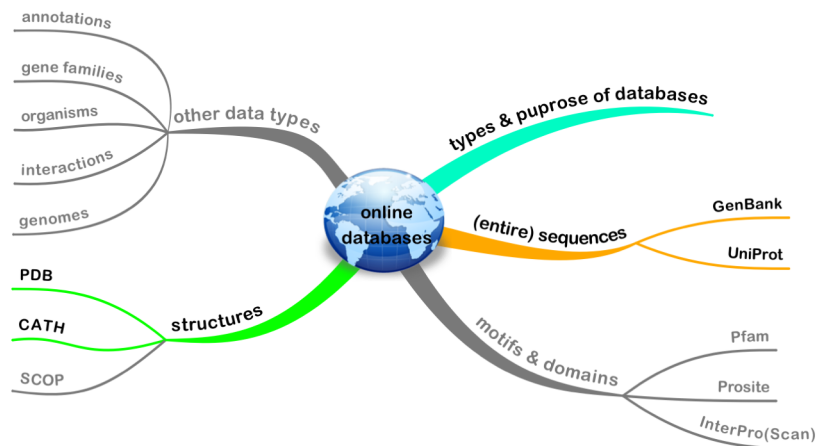 online
databases
types & puprose of databases
(entire) sequences
GenBank
UniProt
motifs & domains
Pfam
Prosite
InterPro(Scan)
structures
PDB
CATH
SCOP
other data types
annotations
gene families
organisms
interactions
genomes